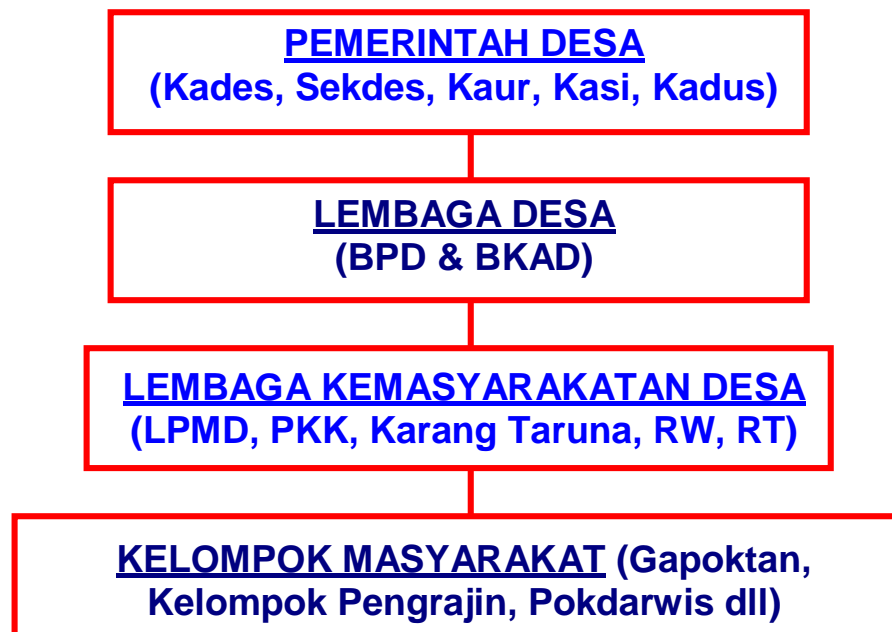 PEMERINTAH DESA
(Kades, Sekdes, Kaur, Kasi, Kadus)
LEMBAGA DESA
(BPD & BKAD)
LEMBAGA KEMASYARAKATAN DESA
(LPMD, PKK, Karang Taruna, RW, RT)
KELOMPOK MASYARAKAT (Gapoktan,
Kelompok Pengrajin, Pokdarwis dll)